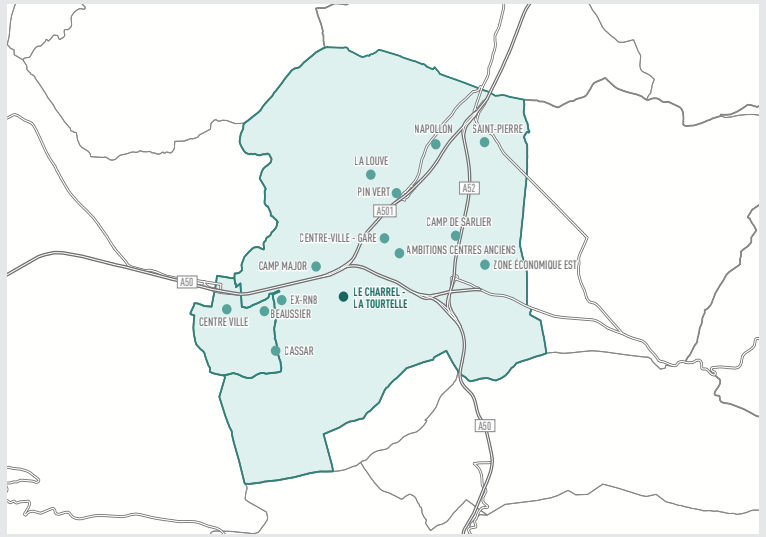 NAPOLLON
SAINT-PIERRE
LA LOUVE
PIN VERT
A52
A501
CAMP DE SARLIER
CENTRE-VILLE - GARE
AMBITIONS CENTRES ANCIENS
CAMP MAJOR
ZONE ÉCONOMIQUE EST
A50
LE CHARREL -
LA TOURTELLE
EX-RN8
BEAUSSIER
CENTRE VILLE
CASSAR
A50